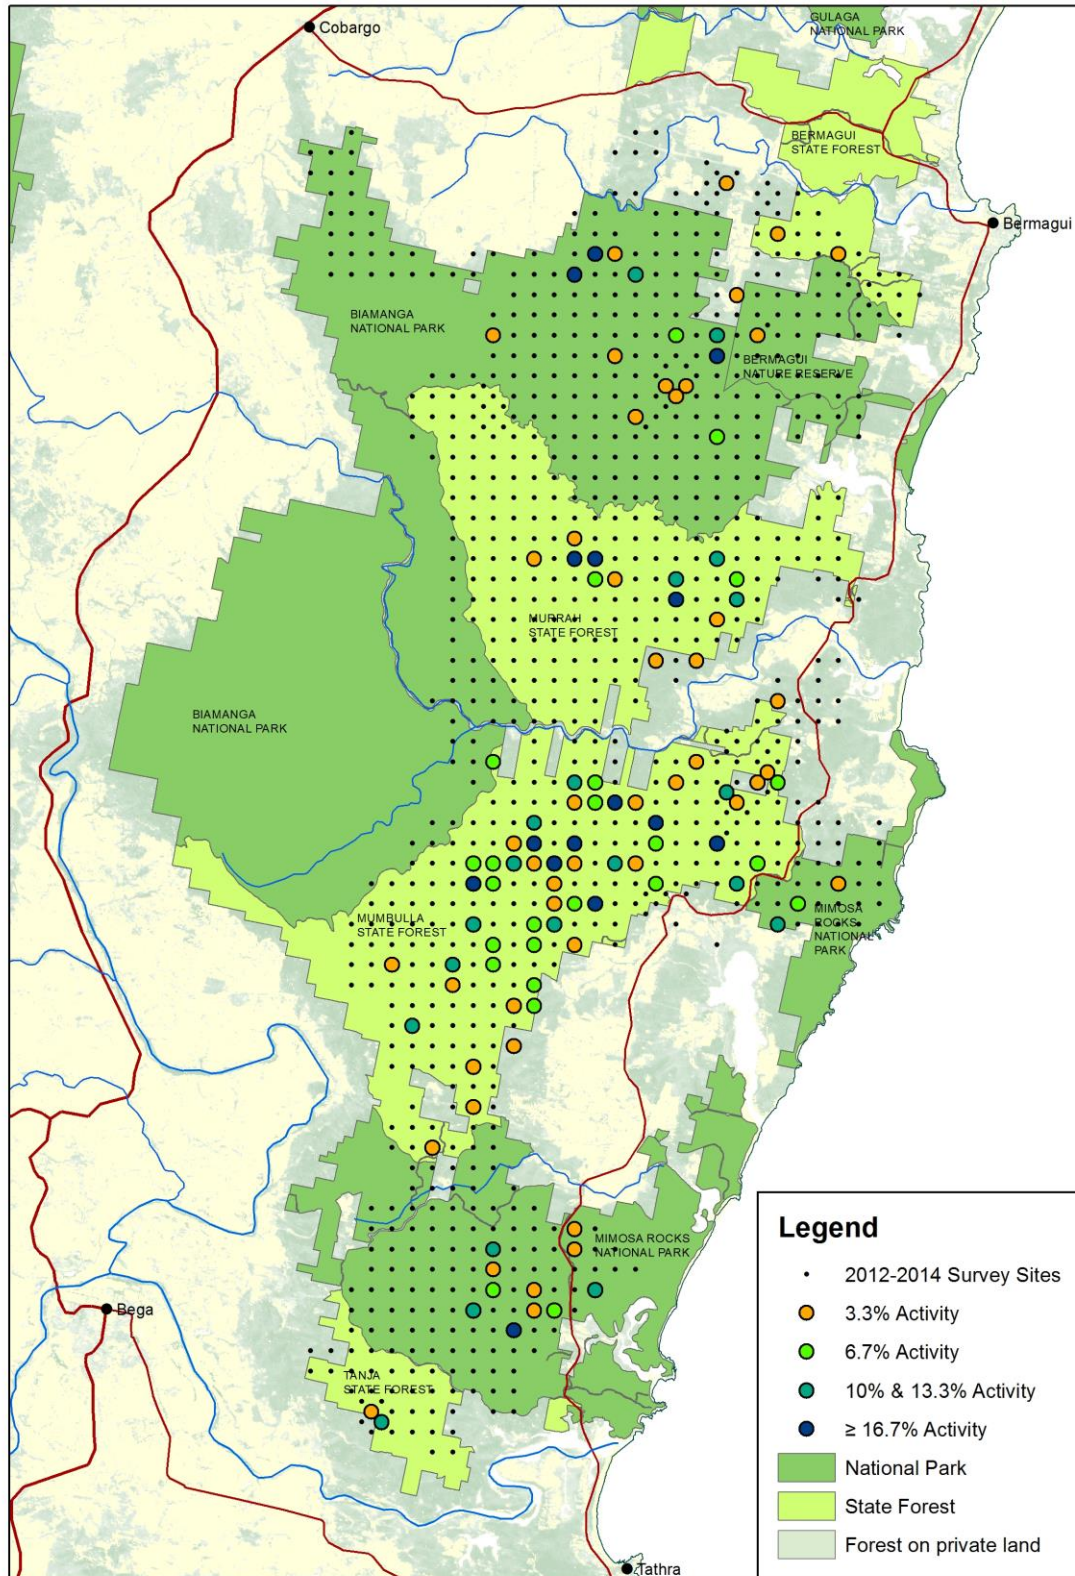 GULAGA
NATIONAL PARK
Cobargo
BERMAGUI
STATE FOREST
Bermagui
BIAMANGA
NATIONAL PARK
BERMAGUI
NATURE RESERVE
MURRAH
STATE FOREST
BIAMANGA
NATIONAL PARK
MUMBULLA
STATE FOREST
MIMOSA
ROCKS
NATIONAL
PARK
MIMOSA ROCKS
NATIONAL PARK
Bega
TANJA
STATE FOREST
Tathra
Legend
2012-2014 Survey Sites
3.3% Activity
6.7% Activity
10% & 13.3% Activity
≥ 16.7% Activity
National Park
State Forest
Forest on private land